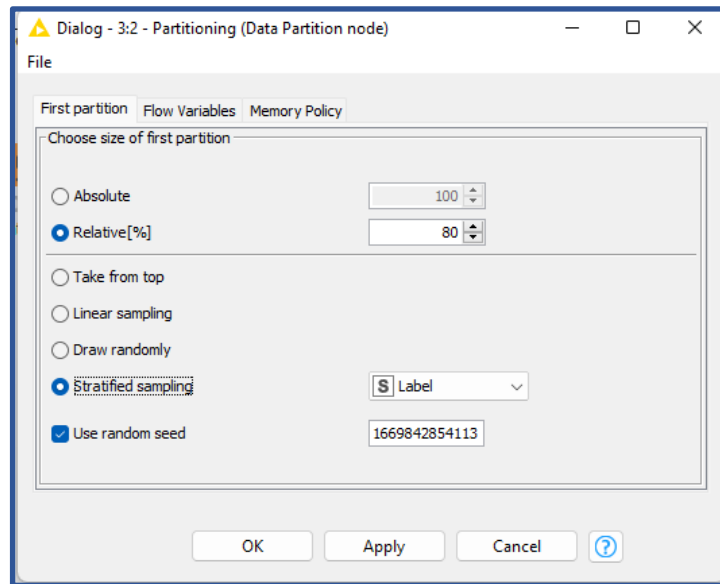 Dialog - 3:2 - Partitioning (Data Partition node)
File
First partition Flow Variables Memory Policy
Choose size of first partition
Absolute 100
Relative[%] 80
Take from top
Linear sampling
Draw randomly
Stratified sampling S Label
Use random seed 1669842854113
OK Apply Cancel ?